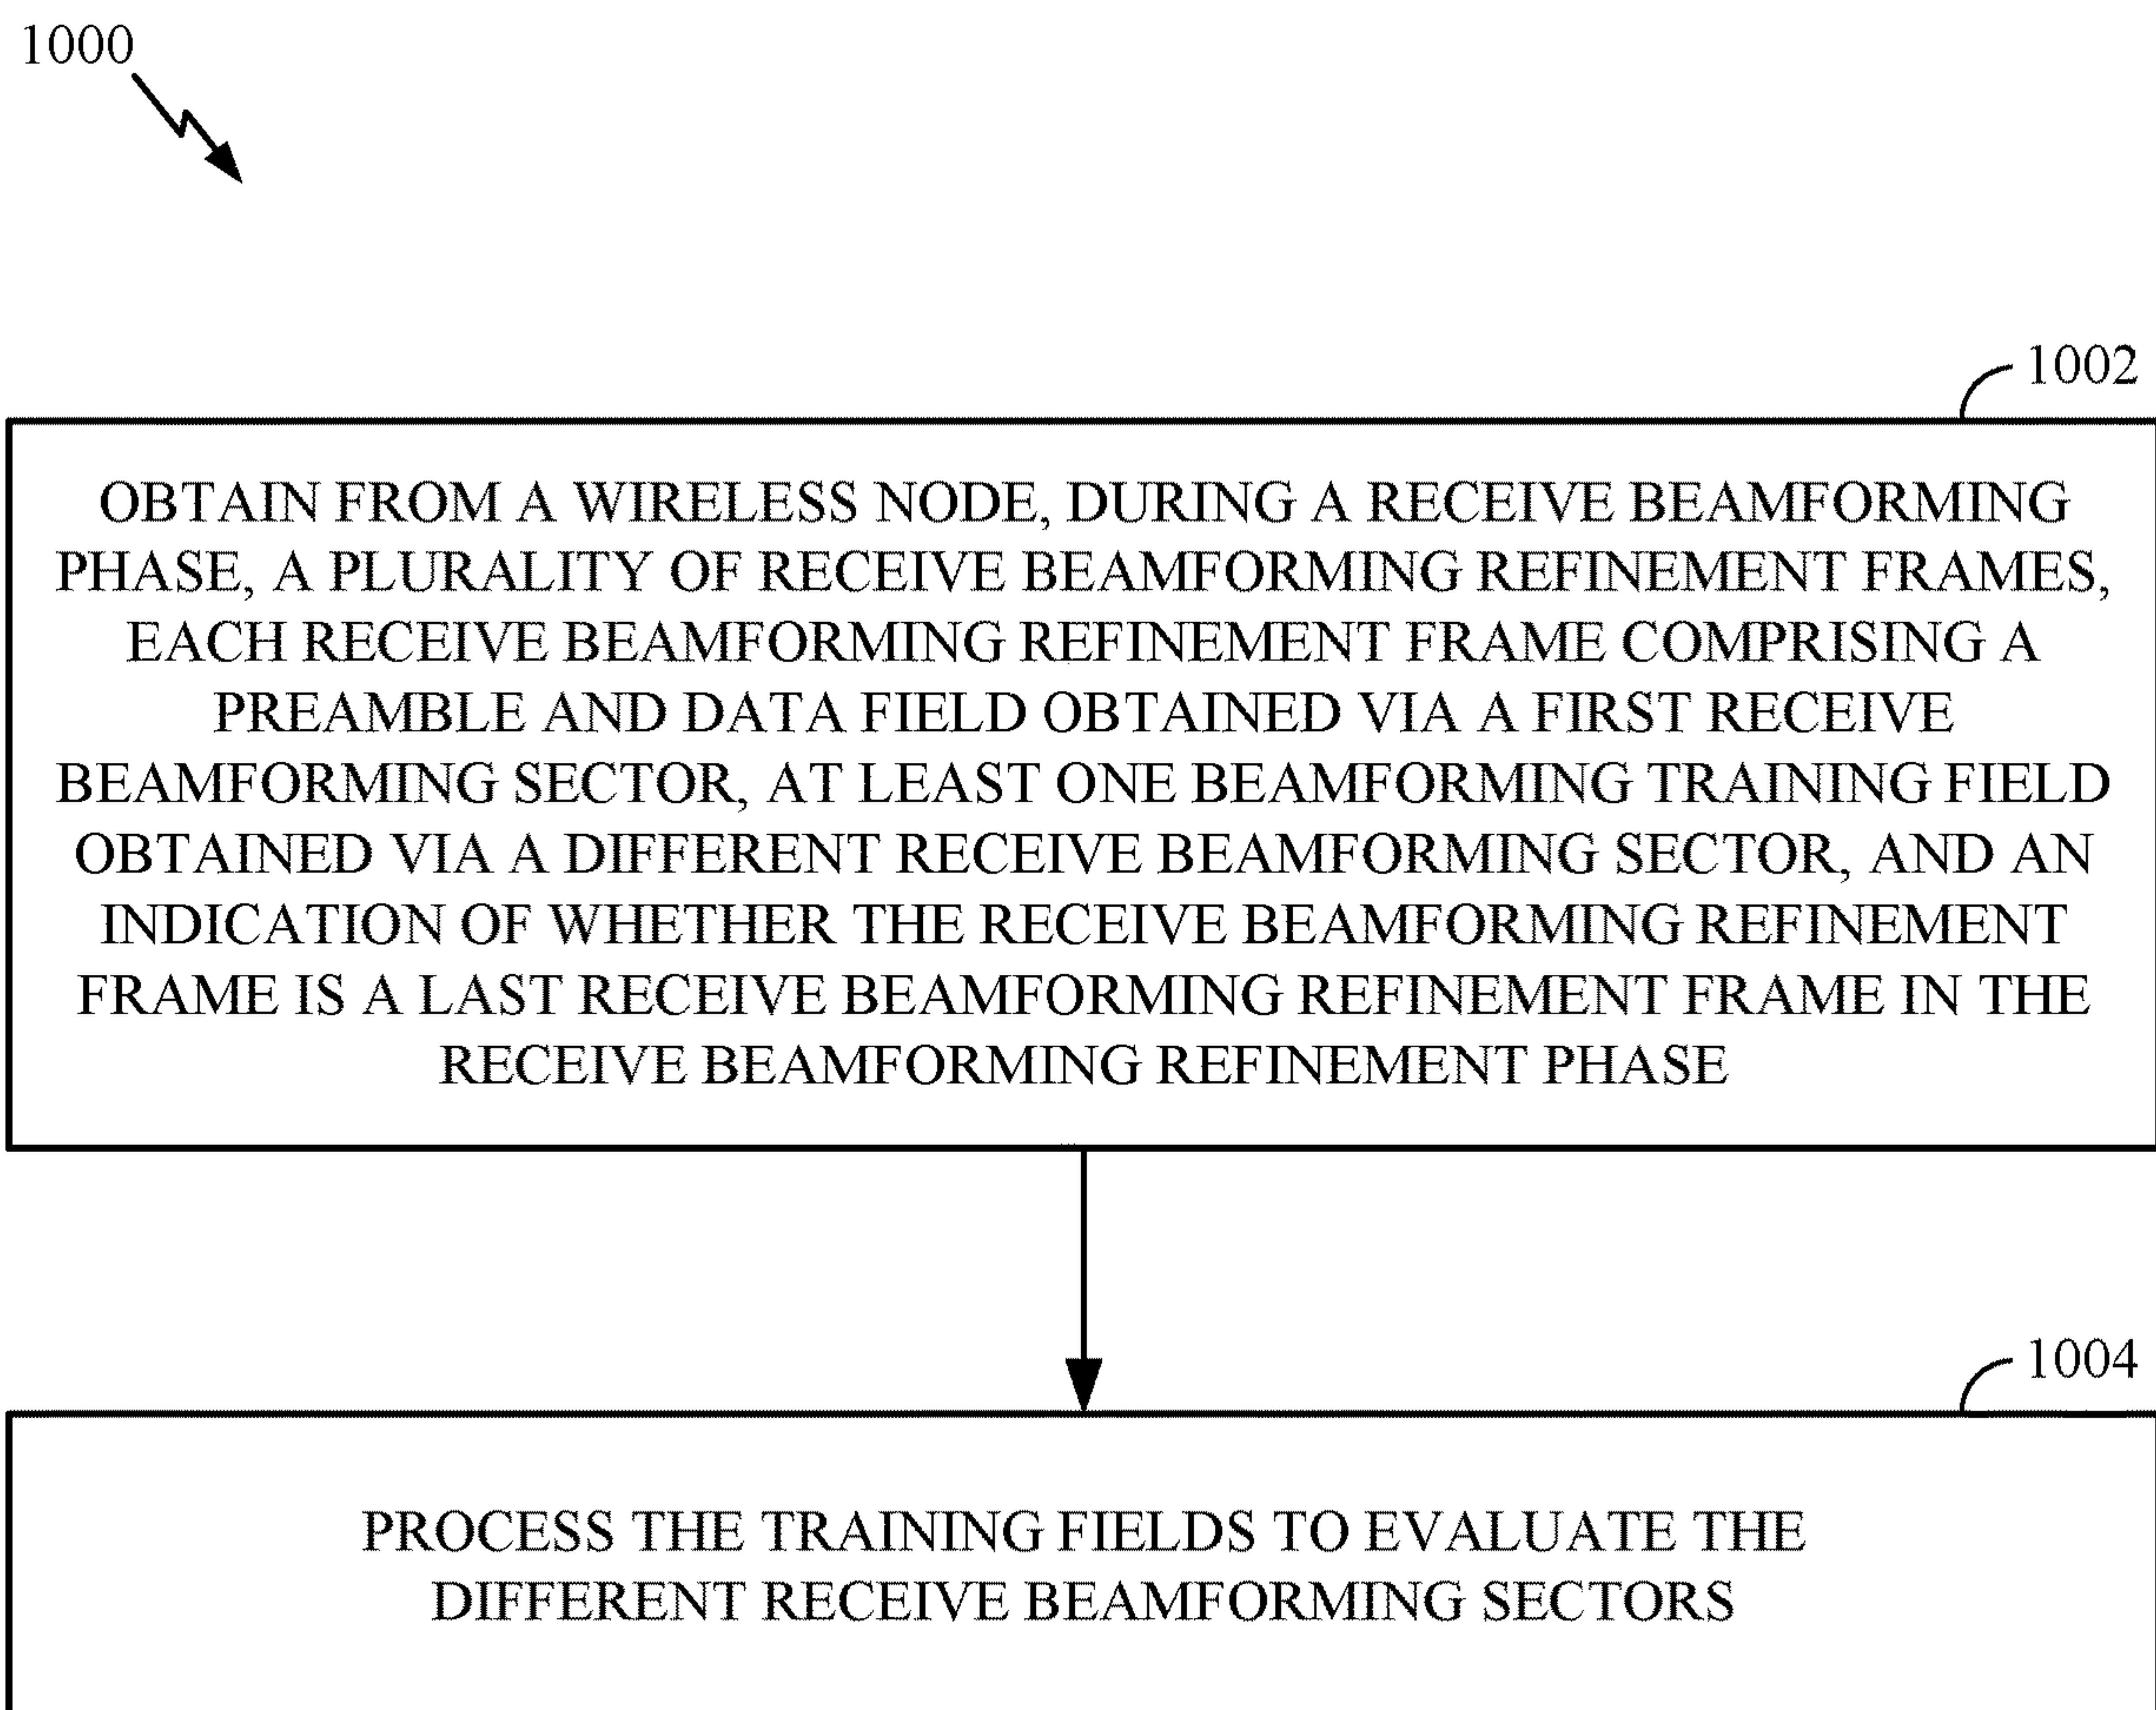 1000
1002
OBTAIN FROM A WIRELESS NODE, DURING A RECEIVE BEAMFORMING
PHASE, A PLURALITY OF RECEIVE BEAMFORMING REFINEMENT FRAMES,
EACH RECEIVE BEAMFORMING REFINEMENT FRAME COMPRISING A
PREAMBLE AND DATA FIELD OBTAINED VIA A FIRST RECEIVE
BEAMFORMING SECTOR, AT LEAST ONE BEAMFORMING TRAINING FIELD
OBTAINED VIA A DIFFERENT RECEIVE BEAMFORMING SECTOR, AND AN
INDICATION OF WHETHER THE RECEIVE BEAMFORMING REFINEMENT
FRAME IS A LAST RECEIVE BEAMFORMING REFINEMENT FRAME IN THE
RECEIVE BEAMFORMING REFINEMENT PHASE
1004
PROCESS THE TRAINING FIELDS TO EVALUATE THE
DIFFERENT RECEIVE BEAMFORMING SECTORS